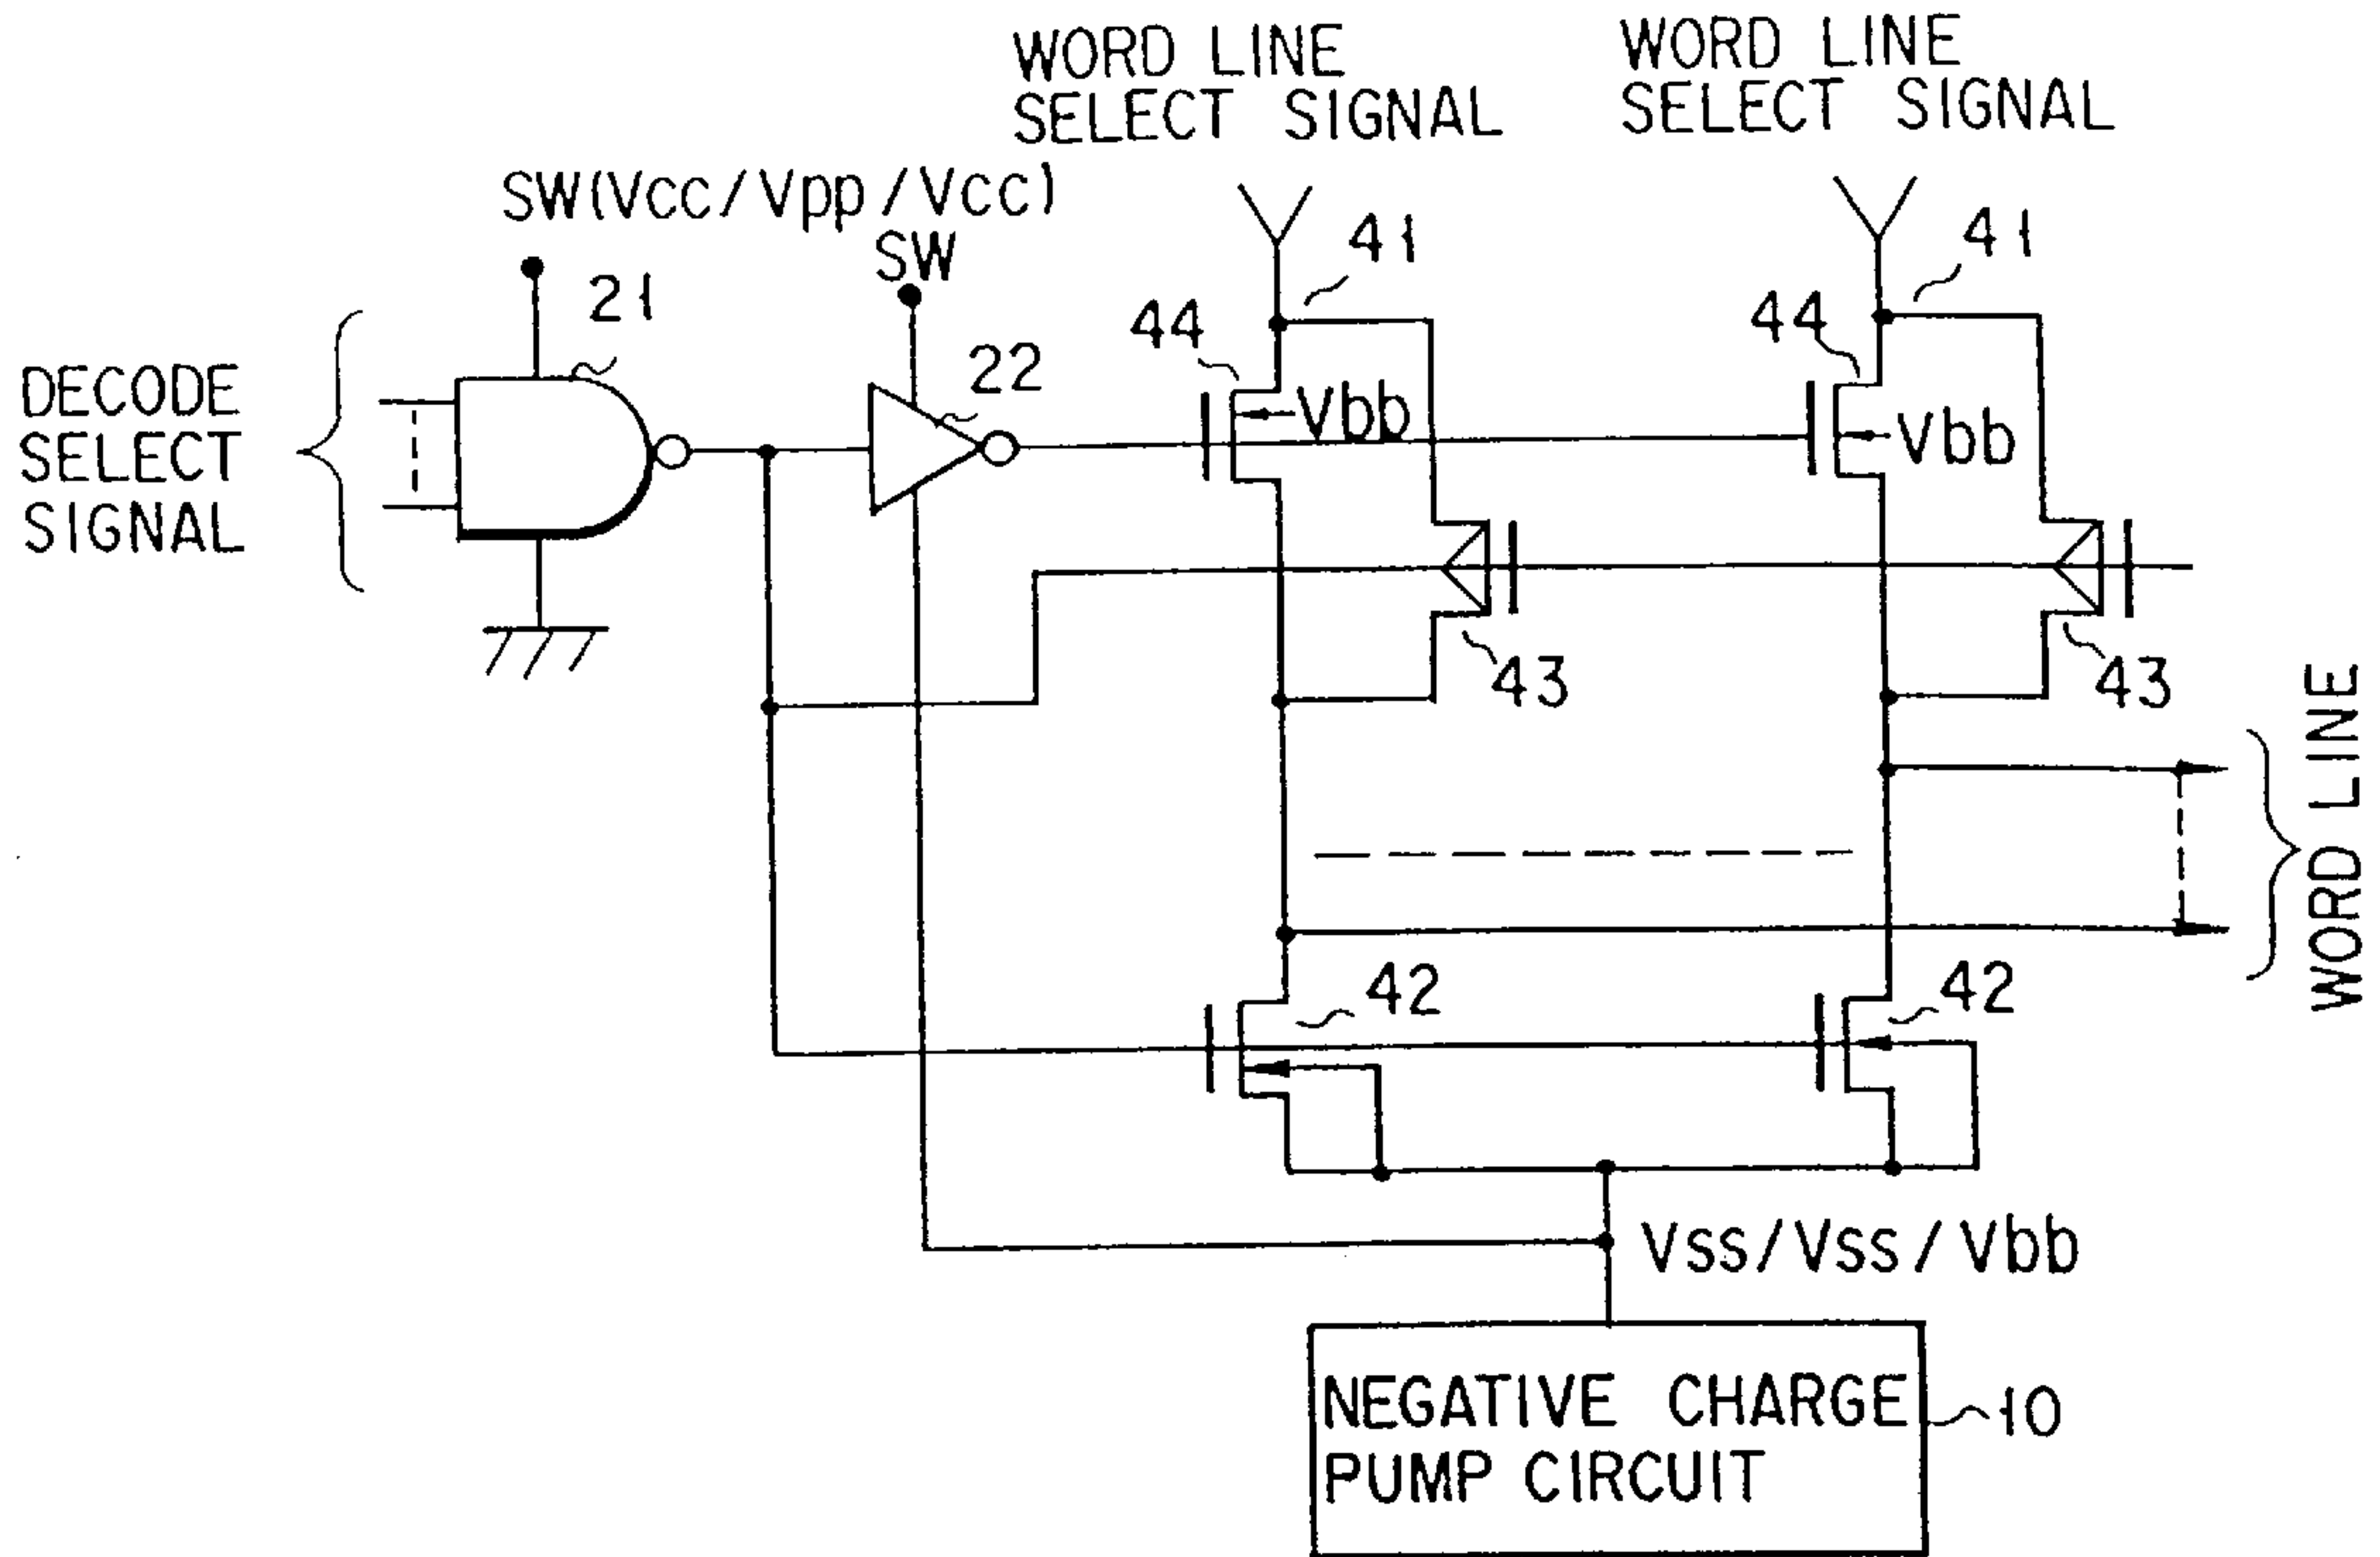 WORD LINE
SELECT SIGNAL
WORD LINE
SELECT SIGNAL
SW(Vcc/Vpp/Vcc)
SW
41
41
21
44
44
22
DECODE
SELECT
SIGNAL
Vbb
Vbb
43
43
WORD LINE
42
42
Vss/Vss/Vbb
NEGATIVE CHARGE
PUMP CIRCUIT
10